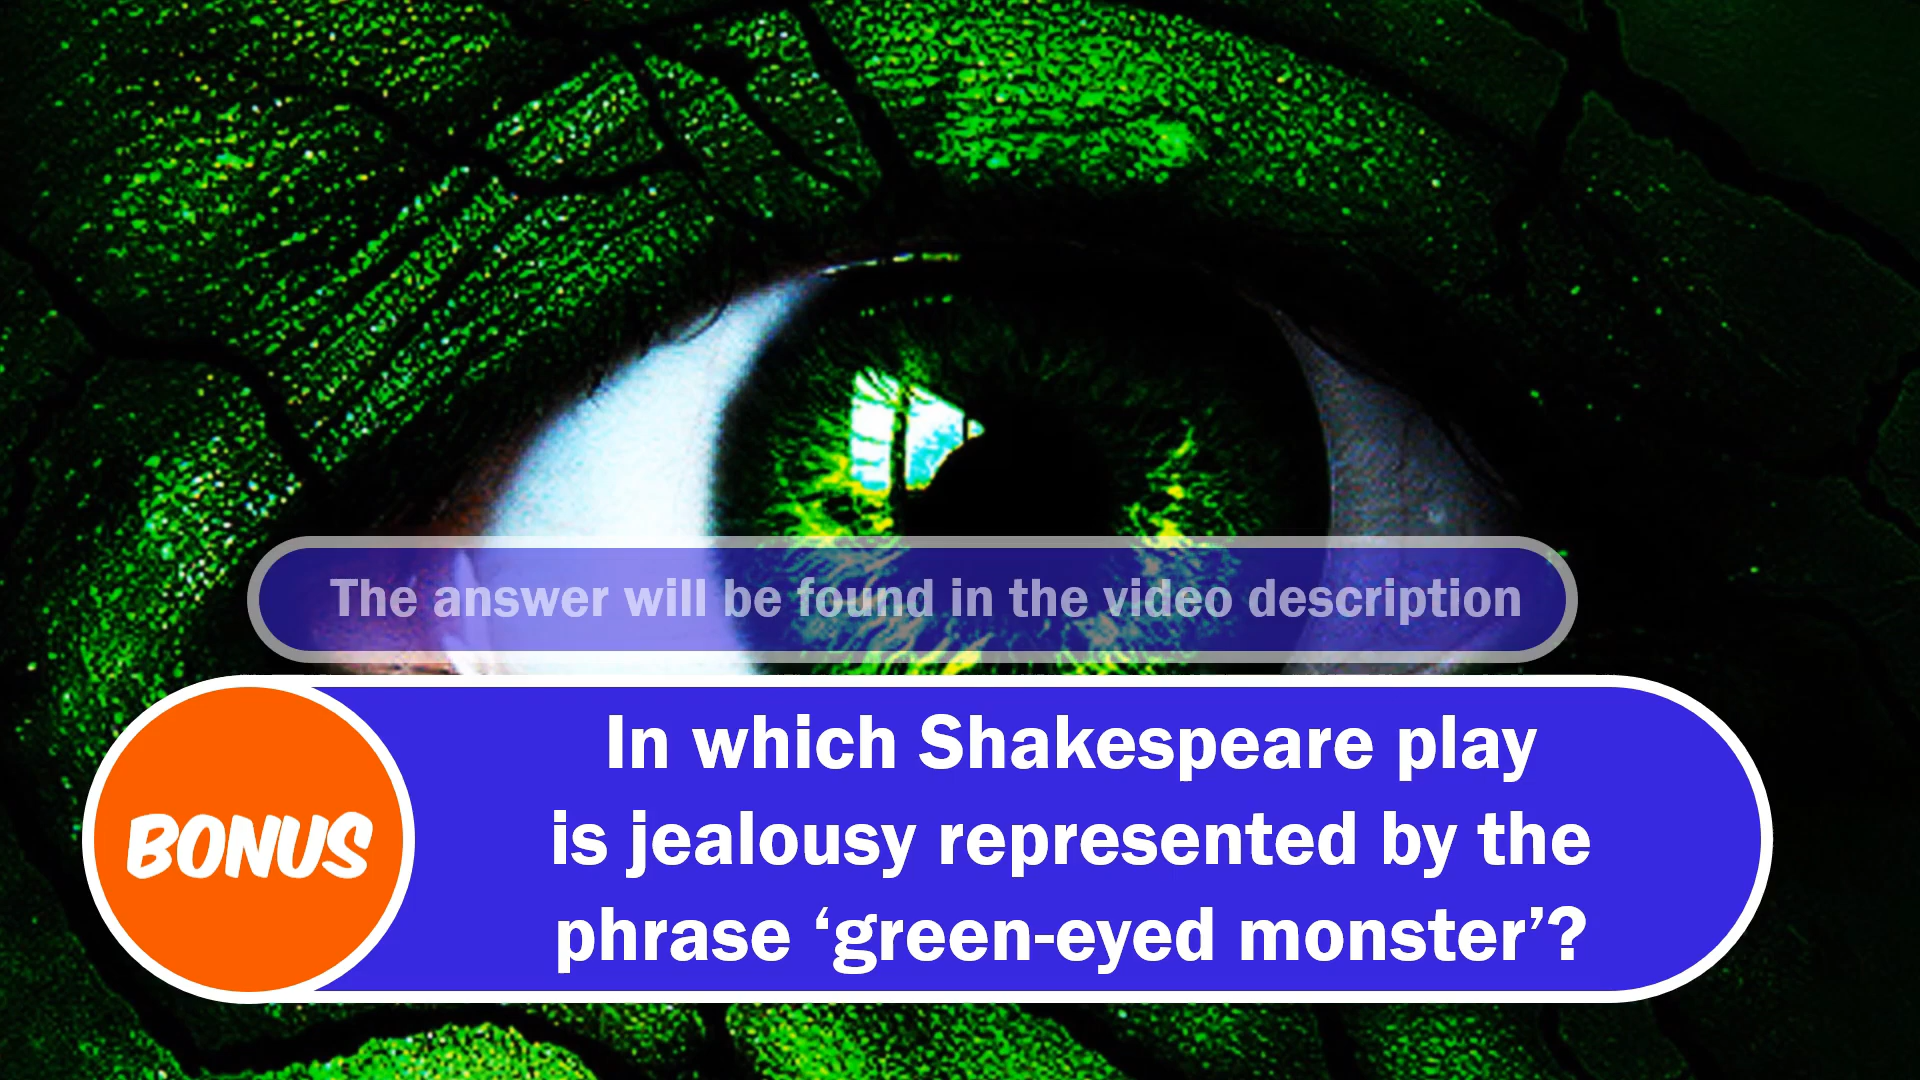 The answer will be found in the video description
BONUS
In which Shakespeare play
is jealousy represented by the
phrase ‘green-eyed monster’?